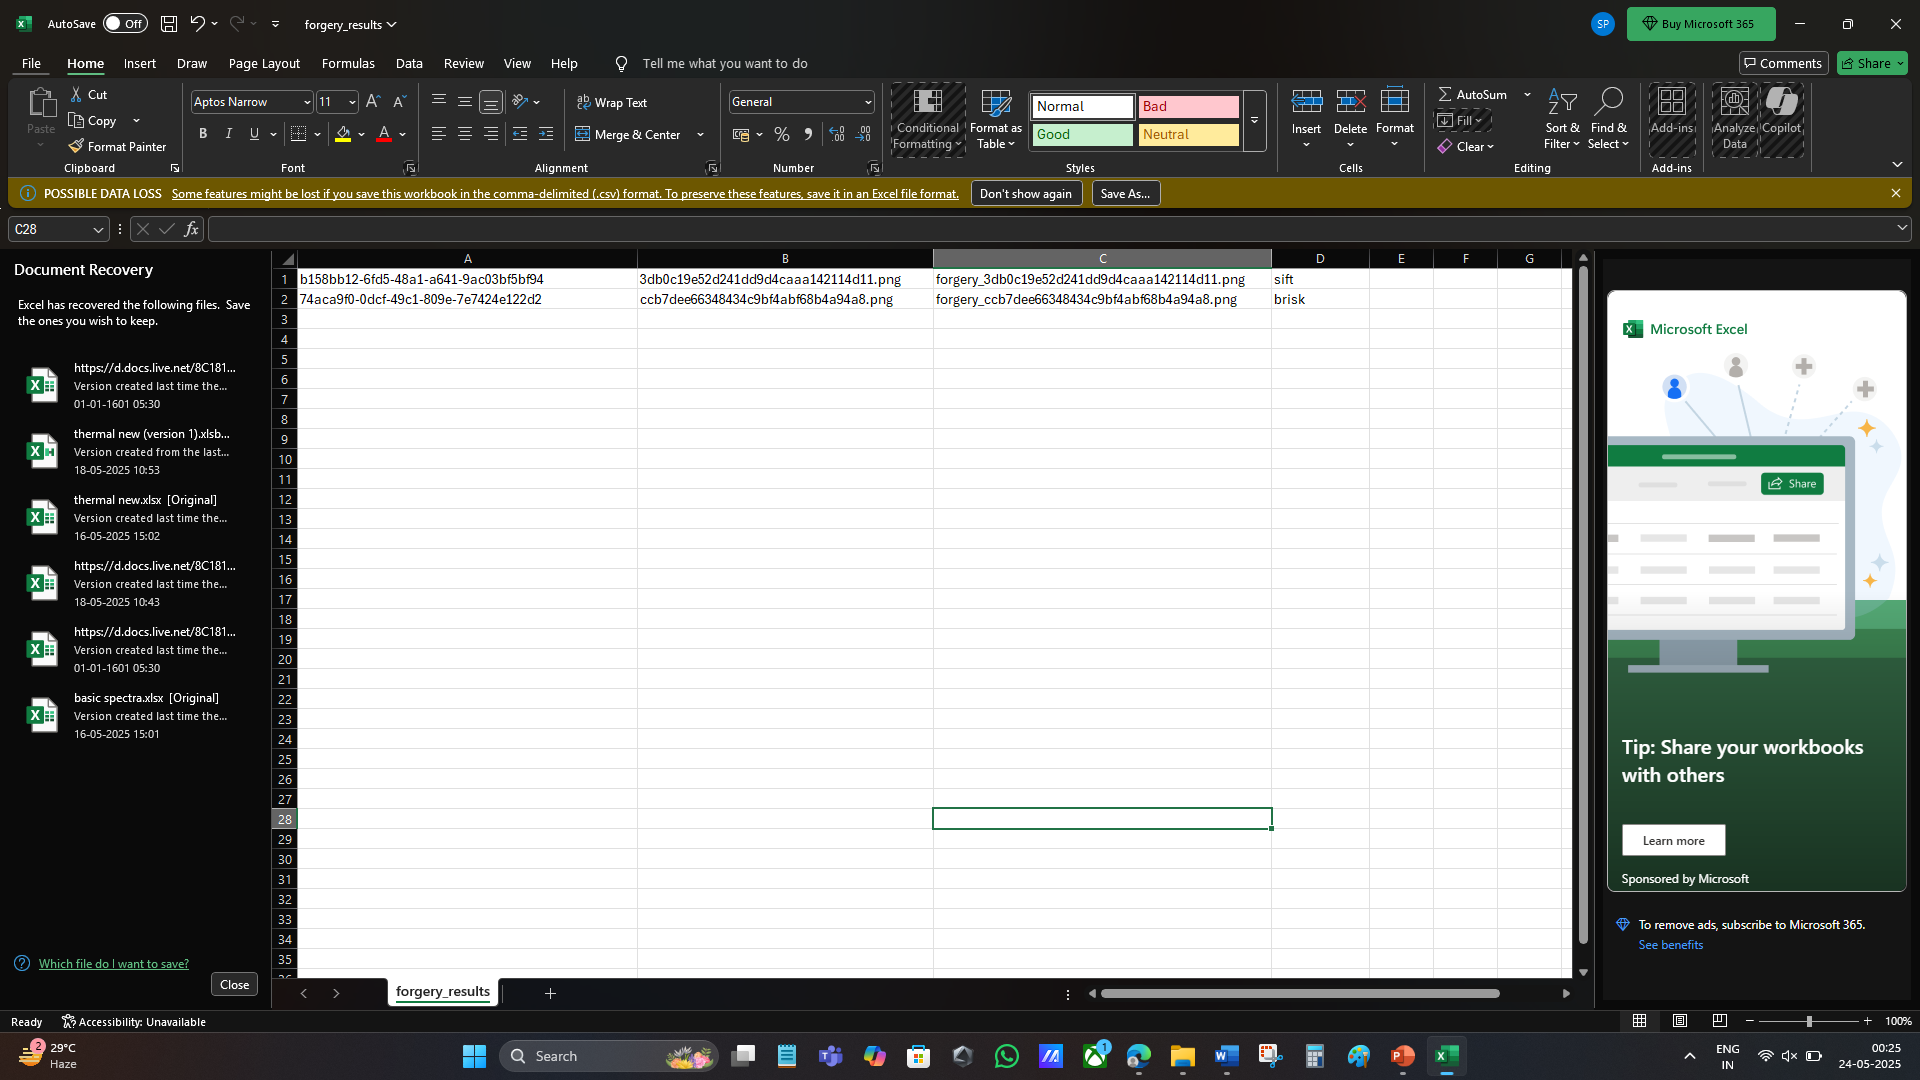 AutoSave Off forgery_results SP Buy Microsoft 365
File Home Insert Draw Page Layout Formulas Data Review View Help Tell me what you want to do Comments Share
Paste
Cut
Copy
Format Painter
Clipboard
Aptos Narrow 11
B I U
Font
Wrap Text
Merge & Center
Alignment
General
Number
Conditional Formatting
Format as Table
Normal Bad
Good Neutral
Styles
Insert Delete Format
Cells
AutoSum
Fill
Clear
Sort & Filter
Find & Select
Editing
Add-ins
Add-ins
Analyze Data
Copilot
POSSIBLE DATA LOSS Some features might be lost if you save this workbook in the comma-delimited (.csv) format. To preserve these features, save it in an Excel file format. Don't show again Save As...
C28 fx
Document Recovery
Excel has recovered the following files. Save
the ones you wish to keep.
https://d.docs.live.net/8C181...
Version created last time the...
01-01-1601 05:30
thermal new (version 1).xlsb...
Version created from the last...
18-05-2025 10:53
thermal new.xlsx [Original]
Version created last time the...
16-05-2025 15:02
https://d.docs.live.net/8C181...
Version created last time the...
18-05-2025 10:43
https://d.docs.live.net/8C181...
Version created last time the...
01-01-1601 05:30
basic spectra.xlsx [Original]
Version created last time the...
16-05-2025 15:01
Which file do I want to save?
Close
A B C D E F G
1 b158bb12-6fd5-48a1-a641-9ac03bf5bf94 3db0c19e52d241dd9d4caaa142114d11.png forgery_3db0c19e52d241dd9d4caaa142114d11.png sift
2 74aca9f0-0dcf-49c1-809e-7e7424e122d2 ccb7dee66348434c9bf4abf68b4a94a8.png forgery_ccb7dee66348434c9bf4abf68b4a94a8.png brisk
3
4
5
6
7
8
9
10
11
12
13
14
15
16
17
18
19
20
21
22
23
24
25
26
27
28
29
30
31
32
33
34
35
Microsoft Excel
Share
Tip: Share your workbooks
with others
Learn more
Sponsored by Microsoft
To remove ads, subscribe to Microsoft 365.
See benefits
forgery_results
Ready Accessibility: Unavailable 100%
2 29°C
Haze
Search
1
ENG
IN
00:25
24-05-2025